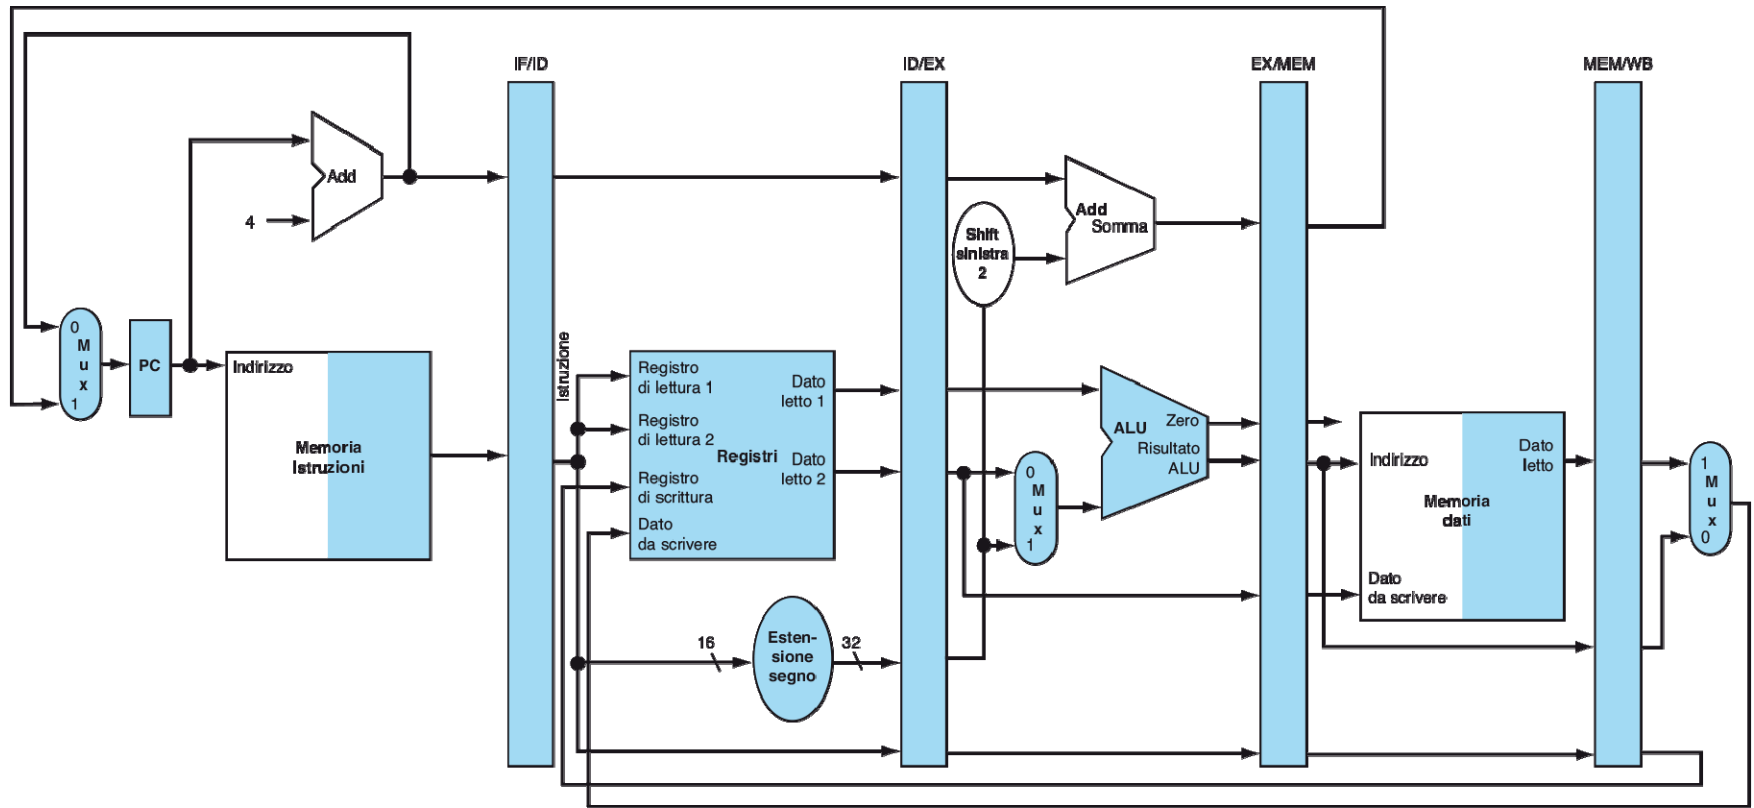 IF/ID
ID/EX
EX/MEM
MEM/WB
Add
4
Add
Somma
Shift
sinistra
2
0
M
u
x
1
PC
Indirizzo
Memoria
Istruzioni
Istruzione
Registro
di lettura 1
Registro
di lettura 2
Registro
di scrittura
Dato
da scrivere
Registri
Dato
letto 1
Dato
letto 2
16
Esten-
sione
segno
32
0
M
u
x
1
ALU
Zero
Risultato
ALU
Indirizzo
Dato
letto
Memoria
dati
Dato
da scrivere
1
M
u
x
0